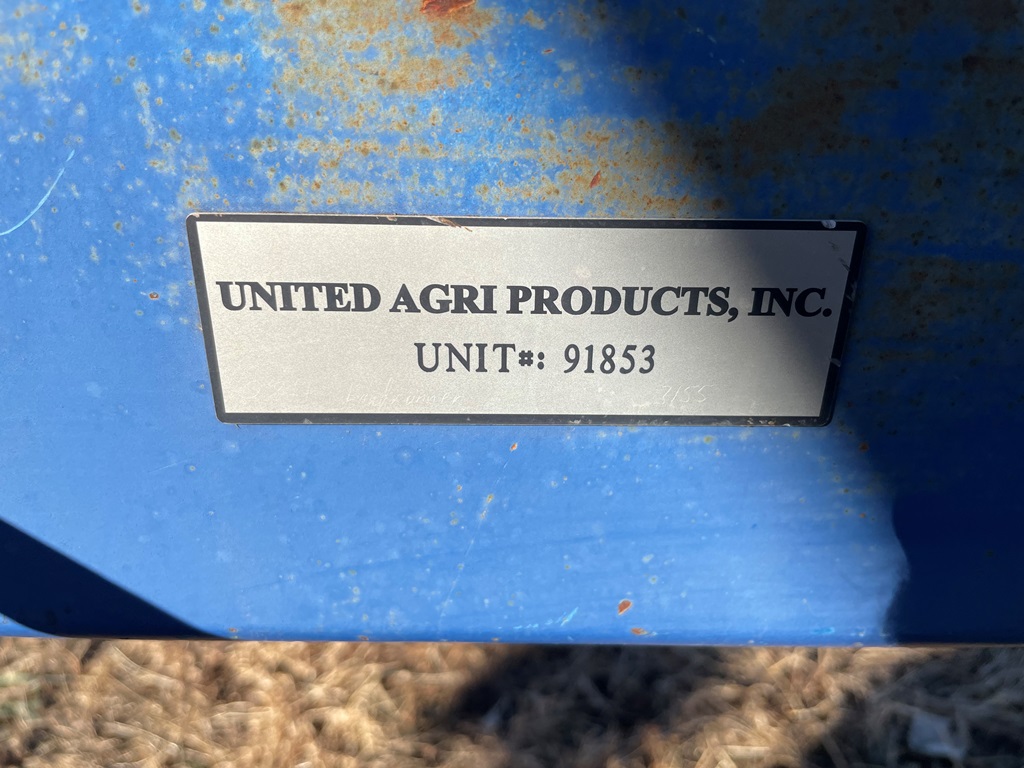 UNITED AGRI PRODUCTS, INC.
UNIT#: 91853